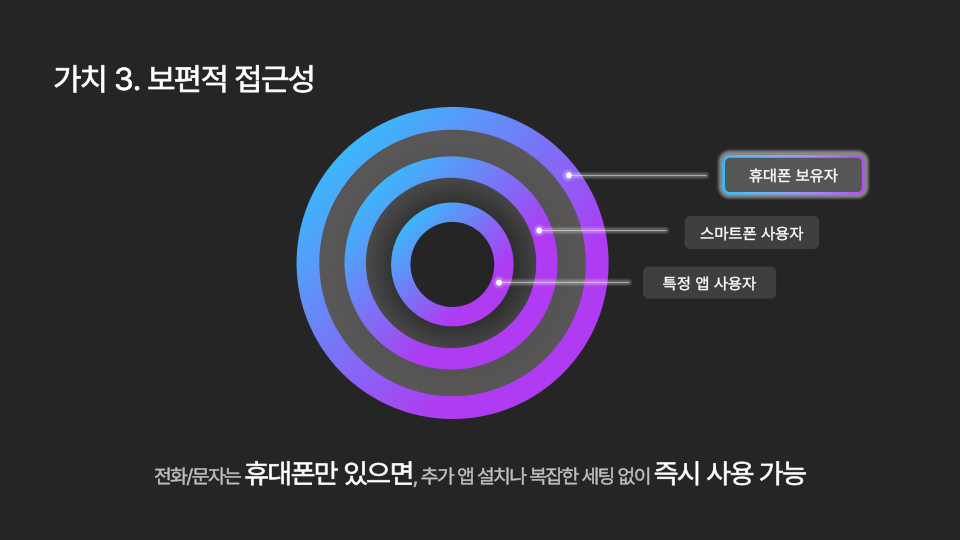 가치 3. 보편적 접근성
휴대폰 보유자
스마트폰 사용자
특정 앱 사용자
전화/문자는 휴대폰만 있으면, 추가 앱 설치나 복잡한 세팅 없이 즉시 사용 가능